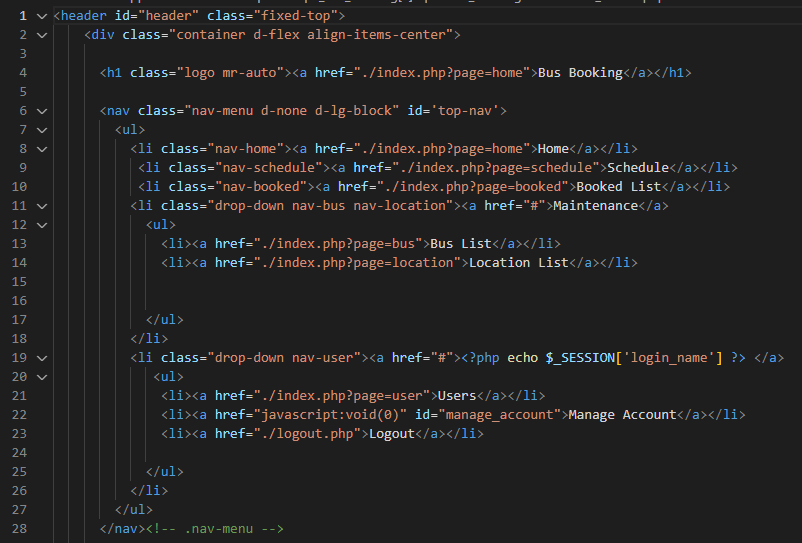 1 <header id="header" class="fixed-top">
2 <div class="container d-flex align-items-center">
3
4 <h1 class="logo mr-auto"><a href="./index.php?page=home">Bus Booking</a></h1>
5
6 <nav class="nav-menu d-none d-lg-block" id='top-nav'>
7 <ul>
8 <li class="nav-home"><a href="./index.php?page=home">Home</a></li>
9 <li class="nav-schedule"><a href="./index.php?page=schedule">Schedule</a></li>
10 <li class="nav-booked"><a href="./index.php?page=booked">Booked List</a></li>
11 <li class="drop-down nav-bus nav-location"><a href="#">Maintenance</a>
12 <ul>
13 <li><a href="./index.php?page=bus">Bus List</a></li>
14 <li><a href="./index.php?page=location">Location List</a></li>
15
16
17 </ul>
18 </li>
19 <li class="drop-down nav-user"><a href="#"><?php echo $_SESSION['login_name'] ?> </a>
20 <ul>
21 <li><a href="./index.php?page=user">Users</a></li>
22 <li><a href="javascript:void(0)" id="manage_account">Manage Account</a></li>
23 <li><a href="./logout.php">Logout</a></li>
24
25 </ul>
26 </li>
27 </ul>
28 </nav><!-- .nav-menu -->